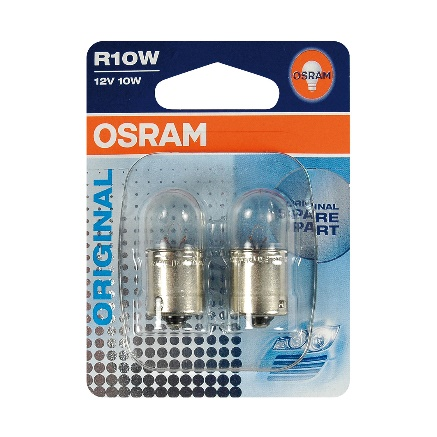 R10W
12V 10W
OSRAM
OSRAM
ORIGINAL
ORIGINAL
SPARE
PART